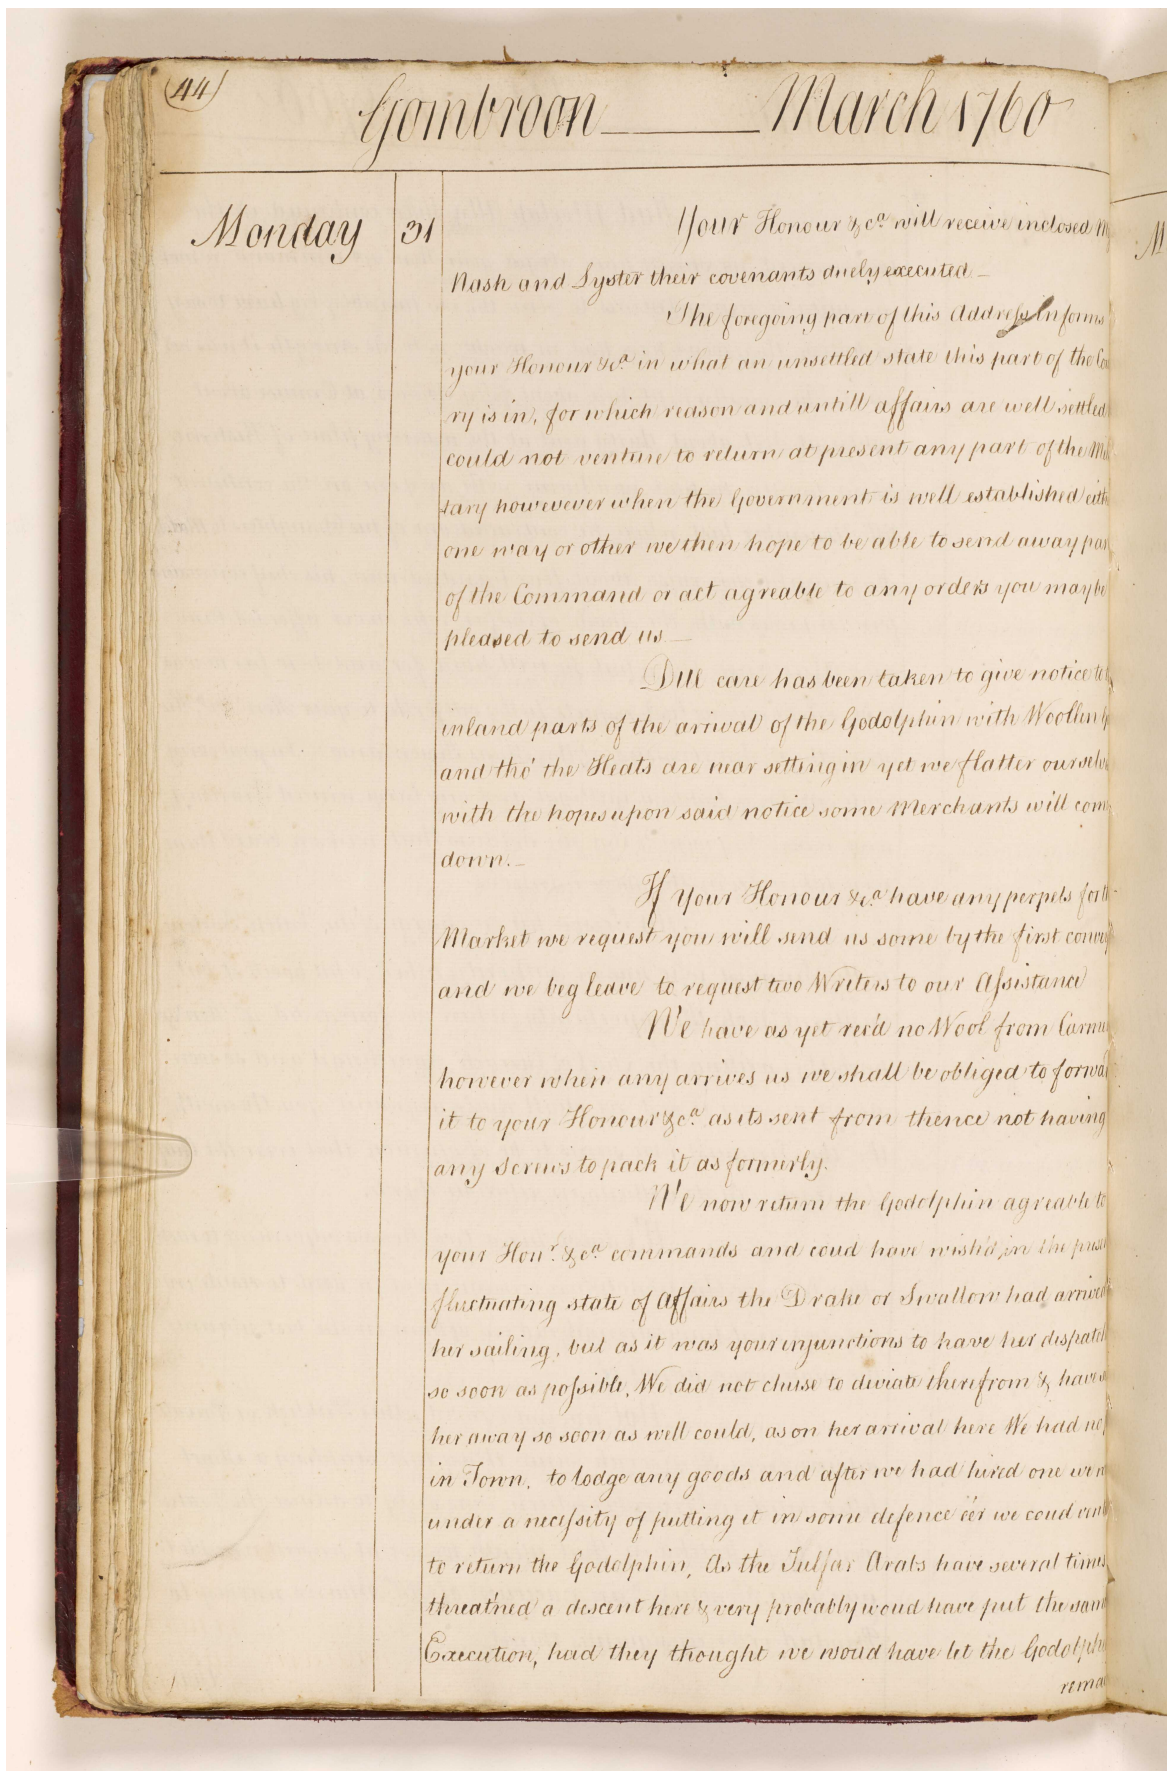 44
Gombroon March 1760
Monday 31 Your Honour &ca. will receive inclosed
Nash and Lyster their covenants duely executed
The foregoing part of this Address Informs
your Honour &ca. in what an unsettled state this part of the
ry is in, for which reason and untill affairs are well settled
could not venture to return at present any part of the
tary howevever when the Government is well established
one way or other we then hope to be able to send away
of the Command or act agreable to any orders you may be
pleased to send us
Due care has been taken to give notice
inland parts of the arrival of the Godolphin with Woollen
and tho' the Heats are near setting in yet we flatter
with the hopes upon said notice some Merchants will
down.
If Your Honour &ca. have any perpets
Market we request you will send us some by the first
and we beg leave to request two Writers to our Assistance
We have as yet rec'd no Wool from
however when any arrives us we shall be obliged to
it to your Honour &ca. as its sent from thence not having
any Screws to pack it as formerly.
We now return the Godolphin agreable to
your Honr. &ca. commands and coud have wish'd, in the
fluctuating state of affairs the Drake or Swallow had
her sailing, but as it was your injunctions to have her
so soon as possible, We did not chuse to deviate therefrom & have
her away so soon as well could, as on her arrival here We had
in Town, to lodge any goods and after we had hired one
under a necessity of putting it in some defence e'er we coud
to return the Godolphin, As the Julfar Arabs have several times
threat'ned a descent here & very probably woud have put the
Execution, had they thought we woud have let the